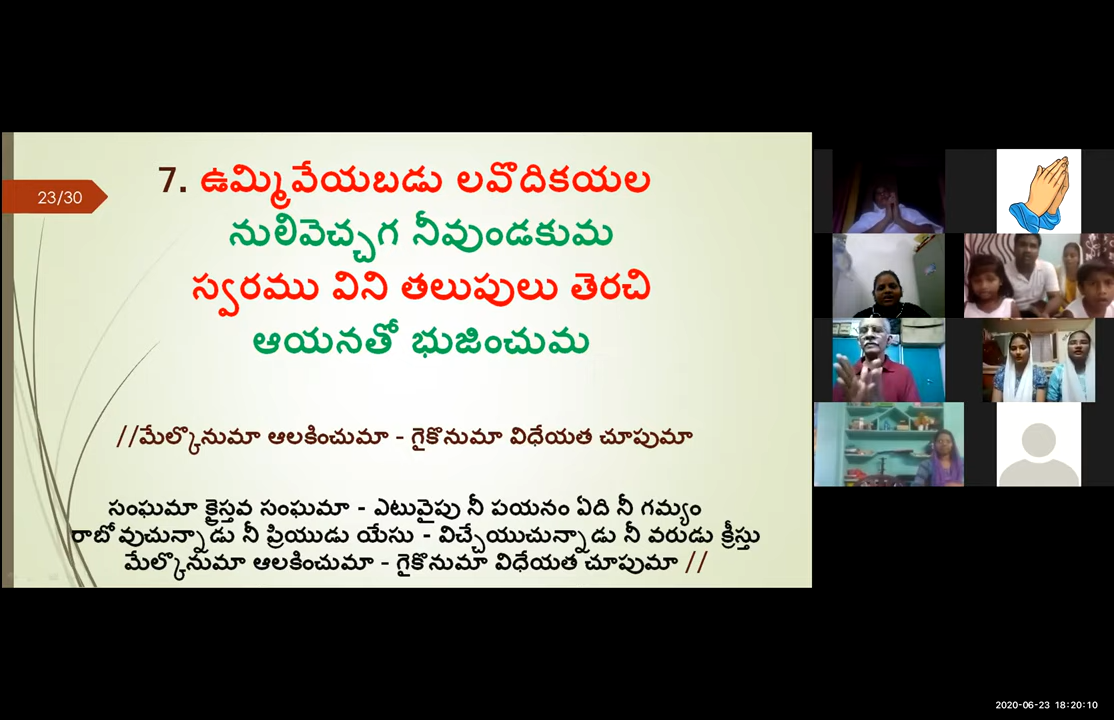 23/30
7. ఉమ్మివేయబడు లవొదికయల
నులివెచ్చగ నీవుండకుమ
స్వరము విని తలుపులు తెరచి
ఆయనతో భుజించుమ
//మేల్కొనుమా ఆలకించుమా - గైకొనుమా విధేయత చూపుమా
సంఘమా క్రైస్తవ సంఘమా - ఎటువైపు నీ పయనం ఏది నీ గమ్యం
రాబోవుచున్నాడు నీ ప్రియుడు యేసు - విచ్చేయుచున్నాడు నీ వరుడు క్రీస్తు
మేల్కొనుమా ఆలకించుమా - గైకొనుమా విధేయత చూపుమా //
2020-06-23 18:20:10